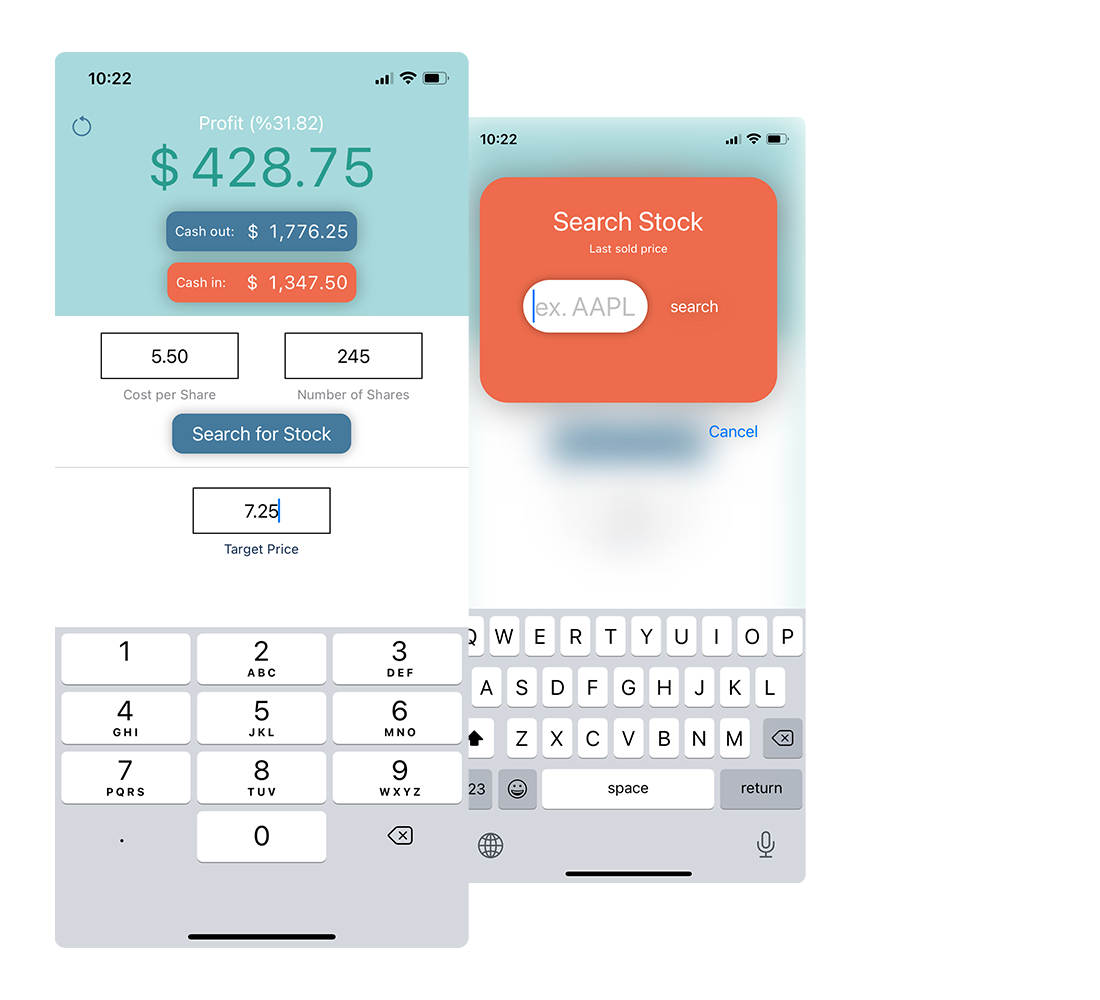 10:22
Profit (%31.82)
$ 428.75
Cash out: $ 1,776.25
Cash in: $ 1,347.50
5.50 245
Cost per Share Number of Shares
Search for Stock
7.25
Target Price
1 2 3
ABC DEF
4 5 6
GHI JKL MNO
7 8 9
PQRS TUV WXYZ
. 0
10:22
Search Stock
Last sold price
ex. AAPL search
Cancel
Q W E R T Y U I O P
A S D F G H J K L
Z X C V B N M
23 space return